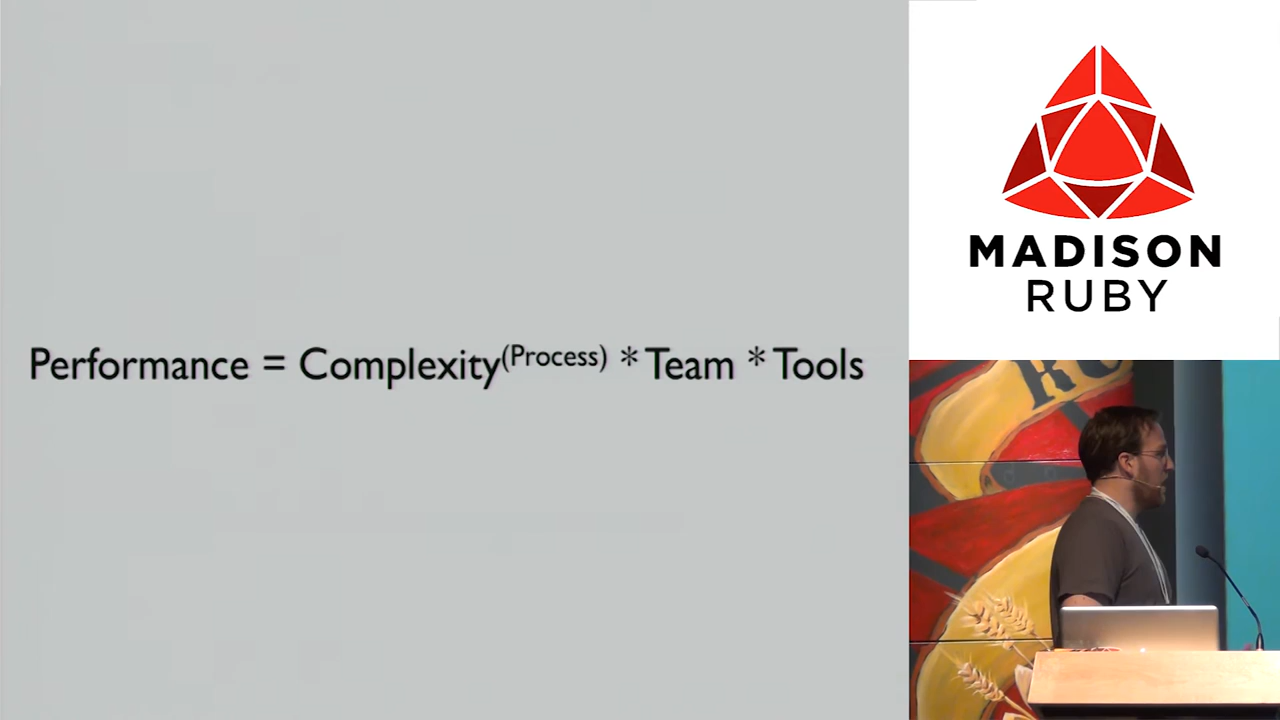 Performance = Complexity^(Process) * Team * Tools
MADISON
RUBY